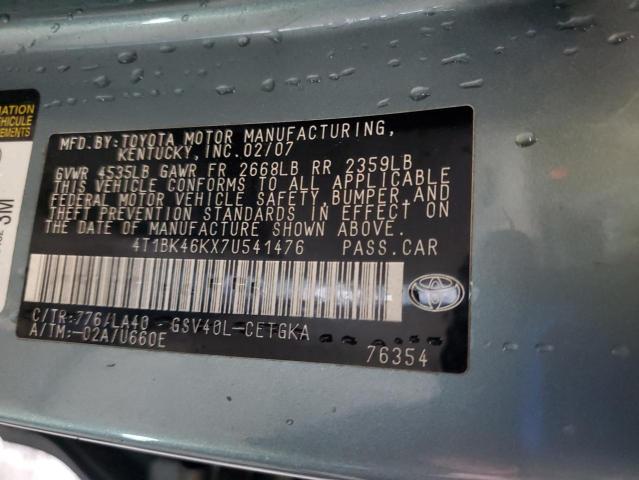 MFD.BY:TOYOTA MOTOR MANUFACTURING,
KENTUCKY, INC. 02/07
GVWR 4535LB GAWR FR 2668LB RR 2359LB
THIS VEHICLE CONFORMS TO ALL APPLICABLE
FEDERAL MOTOR VEHICLE SAFETY,BUMPER,AND
THEFT PREVENTION STANDARDS IN EFFECT ON
THE DATE OF MANUFACTURE SHOWN ABOVE.
4T1BK46KX7U541476 PASS.CAR
C/TR:776/LA40 - GSV40L-CETGKA
A/TM:-02A/U660E
76354